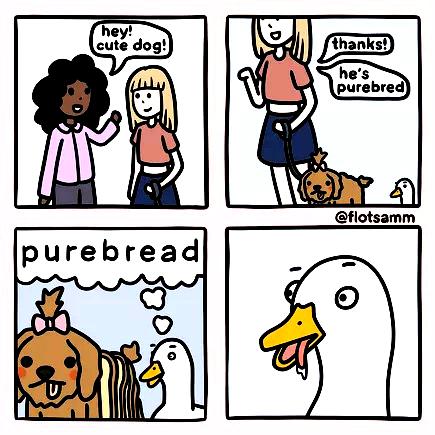 hey!
cute dog!
thanks!
he's
purebred
@flotsamm
purebread